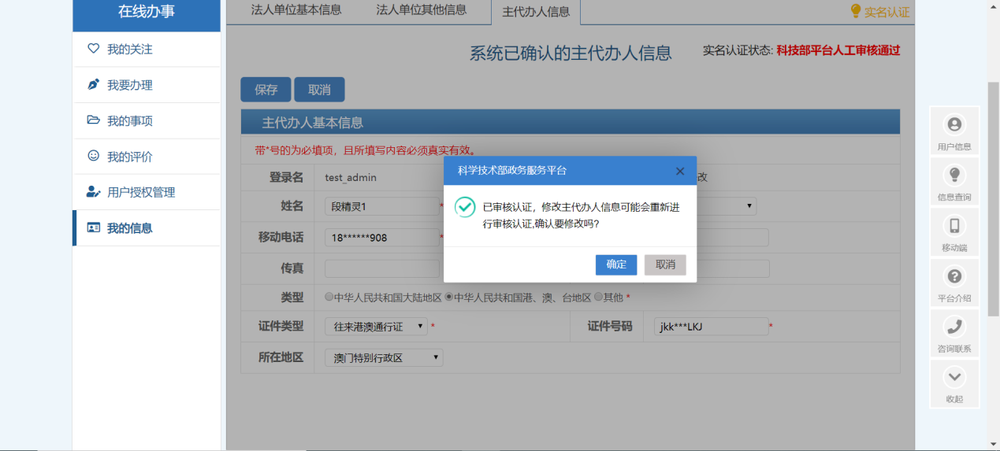 在线办事
我的关注
我要办理
我的事项
我的评价
用户授权管理
我的信息
法人单位基本信息 法人单位其他信息 主代办人信息 实名认证
系统已确认的主代办人信息 实名认证状态: 科技部平台人工审核通过
保存 取消
主代办人基本信息
带*号的为必填项，且所填写内容必须真实有效。
登录名 test_admin 改
姓名 段精灵1 *
移动电话 18******908 *
传真
类型 中华人民共和国大陆地区 中华人民共和国港、澳、台地区 其他 *
证件类型 往来港澳通行证 * 证件号码 jkk***LKJ *
所在地区 澳门特别行政区
科学技术部政务服务平台
已审核认证，修改主代办人信息可能会重新进
行审核认证,确认要修改吗?
确定 取消
用户信息
信息查询
移动端
平台介绍
咨询联系
收起